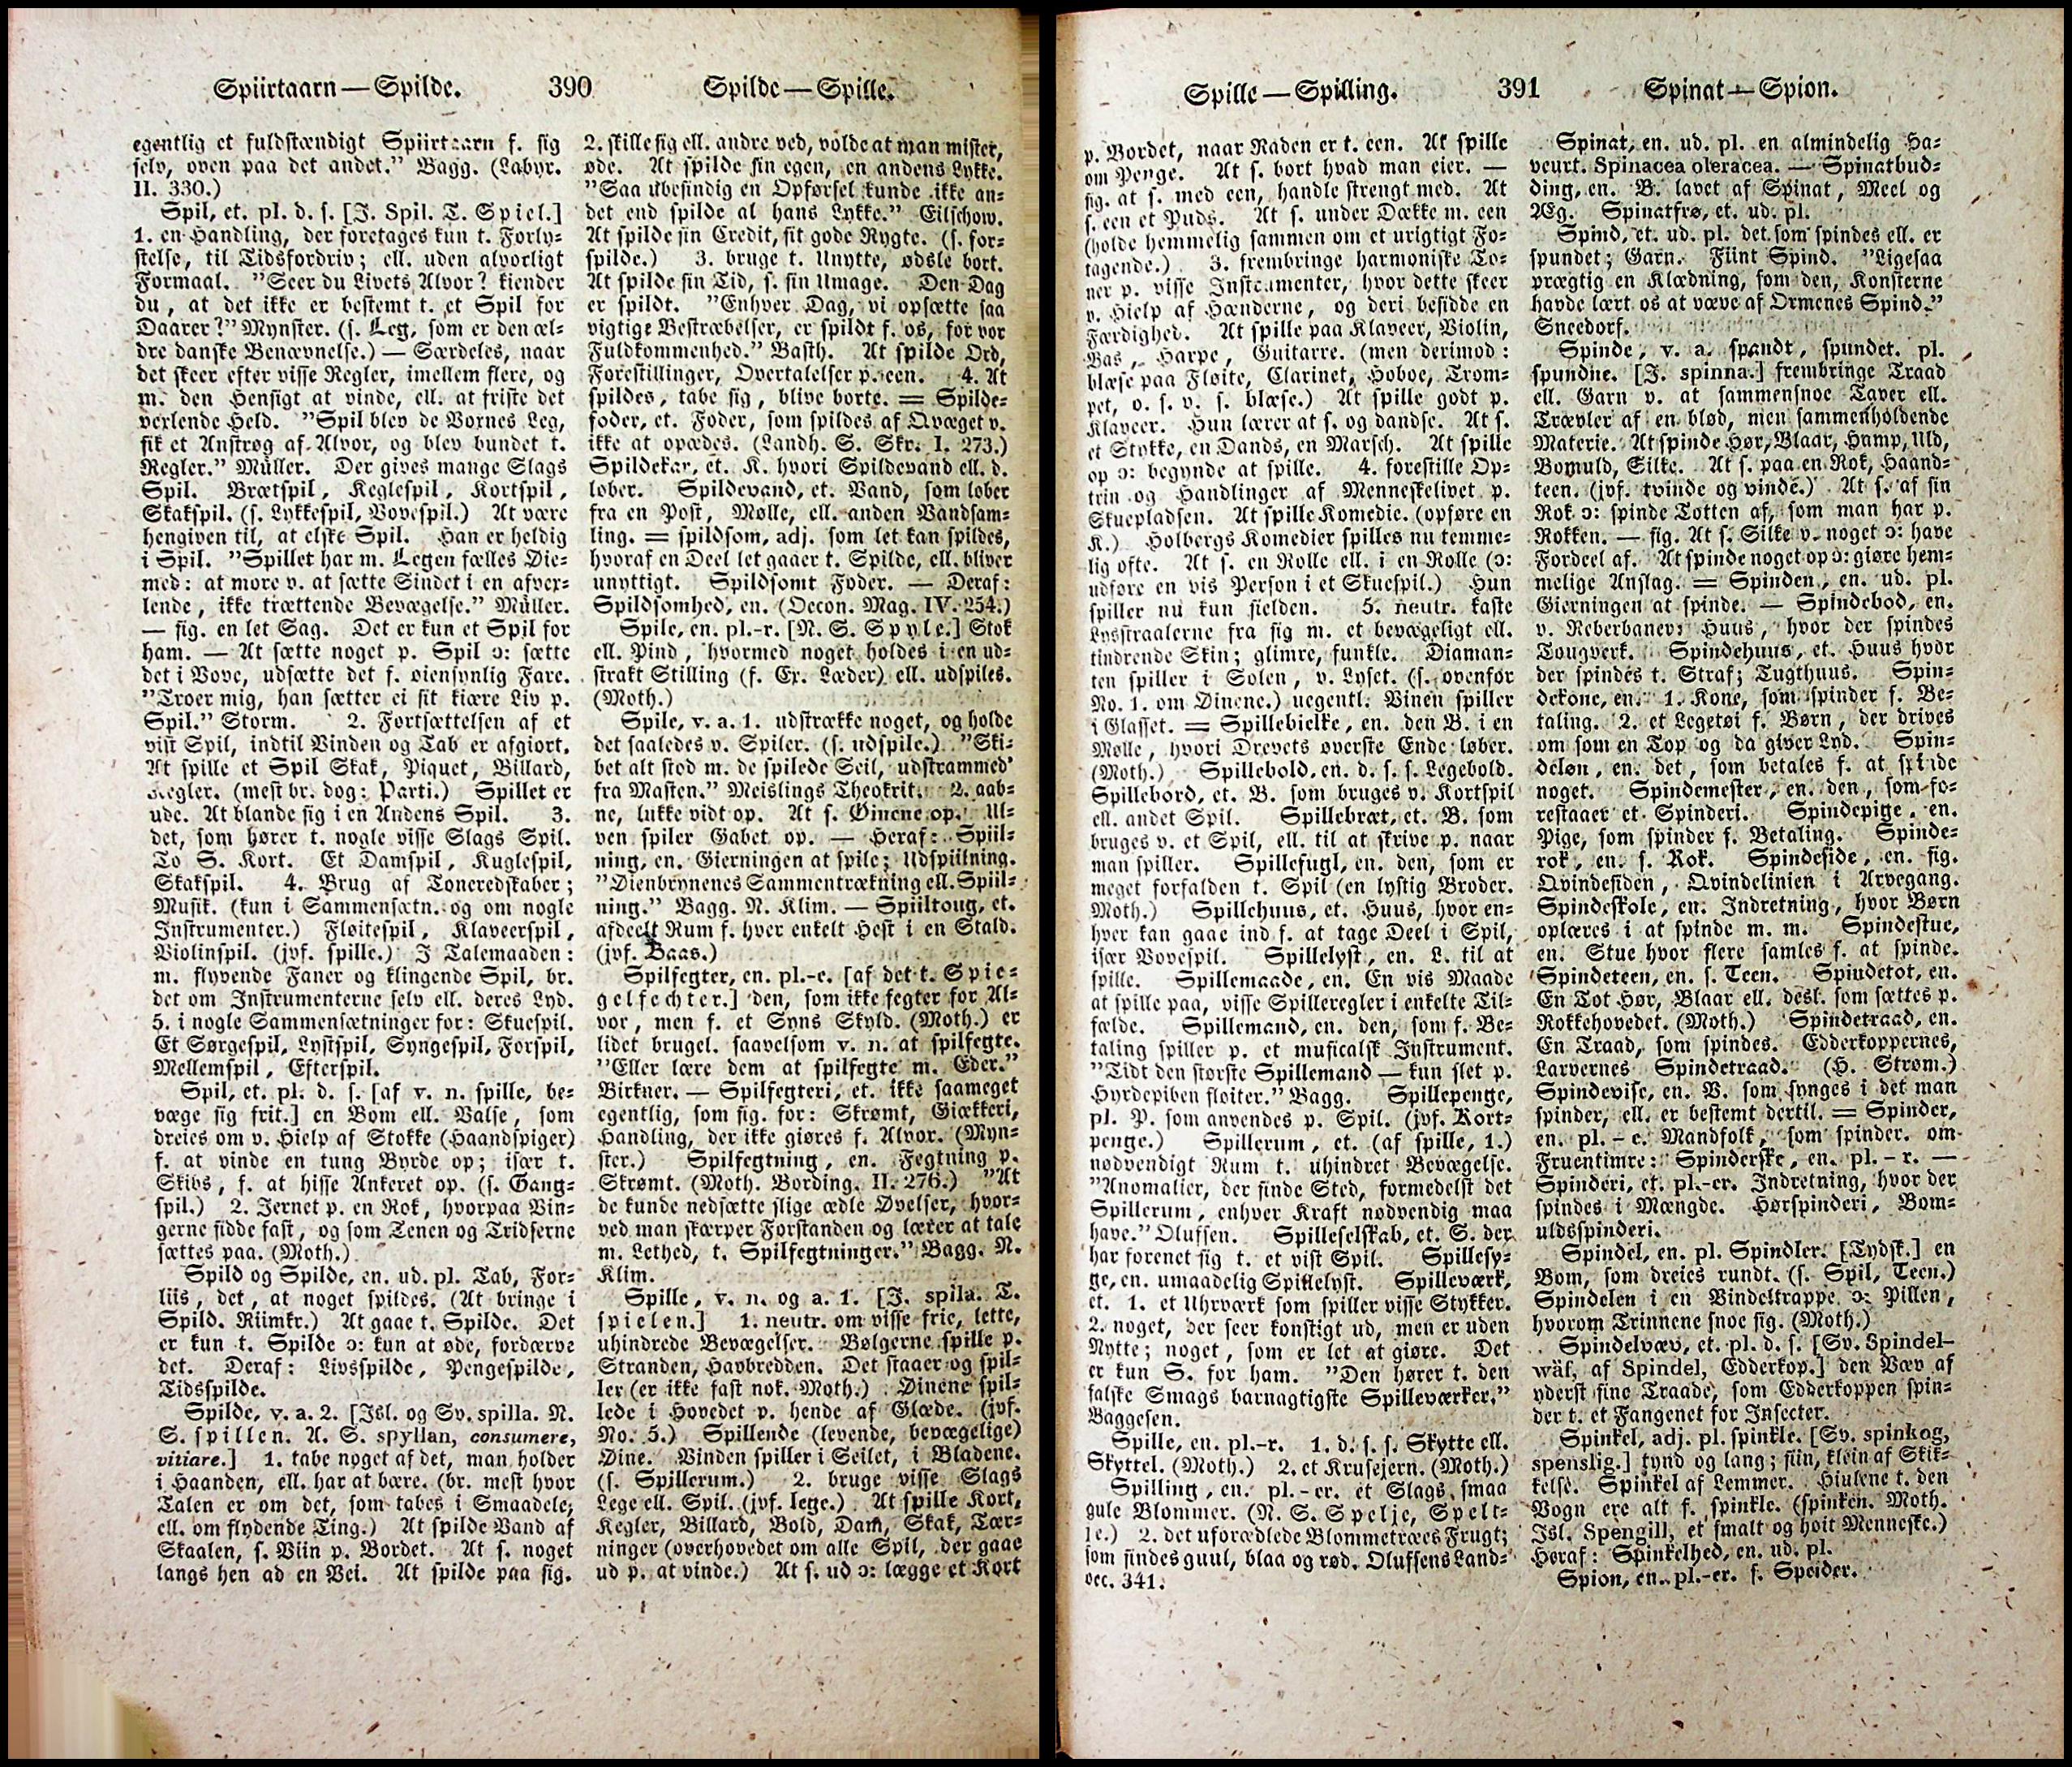 Spiirtaarn — Spilde. 390 Spilde — Spille.
egentlig et fuldstændigt Spiirtaarn f. sig
selv, oven paa det andet.” Bagg. (Labyr.
II. 330.)
Spil, et. pl. d. s. [J. Spil. T. Spiel.]
1. en Handling, der foretages kun t. Forly-
stelse, til Tidsfordriv; ell. uden alvorligt
Formaal. ”Seer du Livets Alvor? kiender
du, at det ikke er bestemt t. et Spil for
Daarer?” Mynster. (s. Leg, som er den æl-
dre danske Benævnelse.) — Særdeles, naar
det skeer efter visse Regler, imellem flere, og
m. den Hensigt at vinde, ell. at friste det
vexlende Held. ”Spil blev de Voxnes Leg,
fik et Anstrøg af Alvor, og blev bundet t.
Regler.” Müller. Der gives mange Slags
Spil. Brætspil, Keglespil, Kortspil,
Skakspil. (s. Lykkespil, Vovespil.) At være
hengiven til, at elske Spil. Han er heldig
i Spil. ”Spillet har m. Legen fælles Øie-
med: at more v. at sætte Sindet i en afvex-
lende, ikke trættende Bevægelse.” Müller.
— fig. en let Sag. Det er kun et Spil for
ham. — At sætte noget p. Spil ɔ: sætte
det i Vove, udsætte det f. øiensynlig Fare.
”Troer mig, han sætter ei sit kiære Liv p.
Spil.” Storm. 2. Fortsættelsen af et
vist Spil, indtil Vinden og Tab er afgiort.
At spille et Spil Skak, Piquet, Billard,
Kegler. (mest br. dog: Parti.) Spillet er
ude. At blande sig i en Andens Spil. 3.
det, som hører t. nogle visse Slags Spil.
To S. Kort. Et Damspil, Kuglespil,
Skakspil. 4. Brug af Toneredskaber;
Musik. (kun i Sammensætn. og om nogle
Instrumenter.) Fløitespil, Klaveerspil,
Violinspil. (jvf. spille.) I Talemaaden:
m. flyvende Faner og klingende Spil, br.
det om Instrumenterne selv ell. deres Lyd.
5. i nogle Sammensætninger for: Skuespil.
Et Sørgespil, Lystspil, Syngespil, Forspil,
Mellemspil, Efterspil.
Spil, et. pl. d. s. [af v. n. spille, be-
væge sig frit.] en Bom ell. Valse, som
dreies om v. Hielp af Stokke (Haandspiger)
f. at vinde en tung Byrde op; især t.
Skibs, f. at hisse Ankeret op. (s. Gang-
spil.) 2. Jernet p. en Rok, hvorpaa Vin-
gerne sidde fast, og som Tenen og Tridserne
sættes paa. (Moth.)
Spild og Spilde, en. ud. pl. Tab, For-
liis, det, at noget spildes. (At bringe i
Spild. Riimkr.) At gaae t. Spilde. Det
er kun t. Spilde ɔ: kun at øde, fordærve
det. Deraf: Livsspilde, Pengespilde,
Tidsspilde.
Spilde, v. a. 2. [Isl. og Sv. spilla. N.
S. spillen. A. S. spyllan, consumere,
vitiare.] 1. tabe noget af det, man holder
i Haanden, ell. har at bære. (br. mest hvor
Talen er om det, som tabes i Smaadele,
ell. om flydende Ting.) At spilde Vand af
Skaalen, s. Viin p. Bordet. At s. noget
langs hen ad en Vei. At spilde paa sig.
2. skille sig ell. andre ved, volde at man mister,
øde. At spilde sin egen, en andens Lykke.
”Saa ubesindig en Opførsel kunde ikke an-
det end spilde al hans Lykke.” Eilschow.
At spilde sin Credit, sit gode Rygte. (s. for-
spilde.) 3. bruge t. Unytte, ødsle bort.
At spilde sin Tid, s. sin Umage. Den Dag
er spildt. ”Enhver Dag, vi opsætte saa
vigtige Bestræbelser, er spildt f. os, for vor
Fuldkommenhed.” Basth. At spilde Ord,
Forestillinger, Overtalelser p. een. 4. At
spildes, tabe sig, blive borte. = Spilde-
foder, et. Foder, som spildes af Qvæget v.
ikke at opædes. (Landh. S. Skr. I. 273.)
Spildekar, et. K. hvori Spildevand ell. d.
løber. Spildevand, et. Vand, som løber
fra en Post, Mølle, ell. anden Vandsam-
ling. = spildsom, adj. som let kan spildes,
hvoraf en Deel let gaaer t. Spilde, ell. bliver
unyttigt. Spildsomt Foder. — Deraf:
Spildsomhed, en. (Oecon. Mag. IV. 254.)
Spile, en. pl.-r. [N. S. Spyle.] Stok
ell. Pind, hvormed noget holdes i en ud-
strakt Stilling (f. Ex. Læder) ell. udspiles.
(Moth.)
Spile, v. a. 1. udstrække noget, og holde
det saaledes v. Spiler. (s. udspile.) ”Ski-
bet alt stod m. de spilede Seil, udstrammed’
fra Masten.” Meislings Theokrit. 2. aab-
ne, lukke vidt op. At s. Øinene op. Ul-
ven spiler Gabet op. — Heraf: Spiil-
ning, en. Gierningen at spile; Udspiilning.
”Øienbrynenes Sammentrækning ell. Spiil-
ning.” Bagg. N. Klim. — Spiiltoug, et.
afdeelt Rum f. hver enkelt Hest i en Stald.
(jvf. Baas.)
Spilfegter, en. pl.-e. [af det t. Spie-
gelfechter.] den, som ikke fegter for Al-
vor, men f. et Syns Skyld. (Moth.) er
lidet brugel. saavelsom v. n. at spilfegte.
”Eller lære dem at spilfegte m. Eder.”
Birkner. — Spilfegteri, et. ikke saameget
egentlig, som fig. for: Skrømt, Giækkeri,
Handling, der ikke giøres f. Alvor. (Myn-
ster.) Spilfegtning, en. Fegtning p.
Skrømt. (Moth. Bording. II. 276.) ”At
de kunde nedsætte slige ædle Øvelser, hvor-
ved man skærper Forstanden og lærer at tale
m. Lethed, t. Spilfegtninger.” Bagg. N.
Klim.
Spille, v. n. og a. 1. [J. spila. T.
spielen.] 1. neutr. om visse frie, lette,
uhindrede Bevægelser. Bølgerne spille p.
Stranden, Havbredden. Det staaer og spil-
ler (er ikke fast nok. Moth.) Øinene spil-
lede i Hovedet p. hende af Glæde. (jvf.
No. 5.) Spillende (levende, bevægelige)
Øine. Vinden spiller i Seilet, i Bladene.
(s. Spillerum.) 2. bruge visse Slags
Lege ell. Spil. (jvf. lege.) At spille Kort,
Kegler, Billard, Bold, Dam, Skak, Tær-
ninger (overhovedet om alle Spil, der gaae
ud p. at vinde.) At s. ud ɔ: lægge et Kort
Spille — Spilling. 391 Spinat — Spion.
p. Bordet, naar Raden er t. een. At spille
om Penge. At s. bort hvad man eier. —
fig. at s. med een, handle strengt med. At
s. een et Puds. At s. under Dække m. een
(holde hemmelig sammen om et urigtigt Fo-
tagende.) 3. frembringe harmoniske To-
ner p. visse Instrumenter, hvor dette skeer
v. Hielp af Hænderne, og deri besidde en
Færdighed. At spille paa Klaveer, Violin,
Bas, Harpe, Guitarre. (men derimod:
blæse paa Fløite, Clarinet, Hoboe, Trom-
pet, o. s. v. s. blæse.) At spille godt p.
Klaveer. Hun lærer at s. og dandse. At s.
et Stykke, en Dands, en Marsch. At spille
op ɔ: begynde at spille. 4. forestille Op-
trin og Handlinger af Menneskelivet p.
Skuepladsen. At spille Komedie. (opføre en
K.) Holbergs Komedier spilles nu temme-
lig ofte. At s. en Rolle ell. i en Rolle (ɔ:
udføre en vis Person i et Skuespil.) Hun
spiller nu kun sielden. 5. neutr. kaste
Lysstraalerne fra sig m. et bevægeligt ell.
tindrende Skin; glimre, funkle. Diaman-
ten spiller i Solen, v. Lyset. (s. ovenfor
No. 1. om Øinene.) uegentl. Vinen spiller
i Glasset. = Spillebielke, en. den B. i en
Mølle, hvori Drevets øverste Ende løber.
(Moth.) Spillebold, en. d. s. s. Legebold.
Spillebord, et. B. som bruges v. Kortspil
ell. andet Spil. Spillebræt, et. B. som
bruges v. et Spil, ell. til at skrive p. naar
man spiller. Spillefugl, en. den, som er
meget forfalden t. Spil (en lystig Broder.
Moth.) Spillehuus, et. Huus, hvor en-
hver kan gaae ind f. at tage Deel i Spil,
især Vovespil. Spillelyst, en. L. til at
spille. Spillemaade, en. En vis Maade
at spille paa, visse Spilleregler i enkelte Til-
fælde. Spillemand, en. den, som f. Be-
taling spiller p. et musicalsk Instrument.
”Tidt den største Spillemand — kun slet p.
Hyrdepiben fløiter.” Bagg. Spillepenge,
pl. P. som anvendes p. Spil. (jvf. Kort-
penge.) Spillerum, et. (af spille, 1.)
nødvendigt Rum t. uhindret Bevægelse.
”Anomalier, der finde Sted, formedelst det
Spillerum, enhver Kraft nødvendig maa
have.” Olufsen. Spilleselskab, et. S. der
har forenet sig t. et vist Spil. Spillesy-
ge, en. umaadelig Spillelyst. Spilleværk,
et. 1. et Uhrværk som spiller visse Stykker.
2. noget, der seer konstigt ud, men er uden
Nytte; noget, som er let at giøre. Det
er kun S. for ham. ”Den hører t. den
falske Smags barnagtigste Spilleværker.”
Baggesen.
Spille, en. pl.-r. 1. d. s. s. Skytte ell.
Skyttel. (Moth.) 2. et Krusejern. (Moth.)
Spilling, en. pl.-er. et Slags smaa
gule Blommer. (N. S. Spelje, Spelt-
je.) 2. det uforædlede Blommetræes Frugt;
som findes guul, blaa og rød. Olufsens Land-
oec. 341.
Spinat, en. ud. pl. en almindelig Ha-
veurt. Spinacea oleracea. — Spinatbud-
ding, en. B. lavet af Spinat, Meel og
Æg. Spinatfrø, et. ud. pl.
Spind, et. ud. pl. det som spindes ell. er
spundet; Garn. Fiint Spind. ”Ligesaa
prægtig en Klædning, som den, Konsterne
havde lært os at væve af Ormenes Spind.”
Sneedorf.
Spinde, v. a. spandt, spundet. pl.
spundne. [J. spinna.] frembringe Traad
ell. Garn v. at sammensnoe Taver ell.
Trævler af en blød, men sammenholdende
Materie. At spinde Hør, Blaar, Hamp, Uld,
Bomuld, Silke. At s. paa en Rok, Haand-
teen. (jvf. tvinde og vinde.) At s. af sin
Rok ɔ: spinde Totten af, som man har p.
Rokken. — fig. At s. Silke v. noget ɔ: have
Fordeel af. At spinde noget op ɔ: giøre hem-
melige Anslag. = Spinden, en. ud. pl.
Gierningen at spinde. — Spindebod, en.
v. Reberbaner: Huus, hvor der spindes
Tougverk. Spindehuus, et. Huus hvor
der spindes t. Straf; Tugthuus. Spin-
dekone, en. 1. Kone, som spinder f. Be-
taling. 2. et Legetøi f. Børn, der drives
om som en Top og da giver Lyd. Spin-
deløn, en. det, som betales f. at spinde
noget. Spindemester, en. den, som fo-
restaaer et Spinderi. Spindepige, en.
Pige, som spinder f. Betaling. Spinde-
rok, en. s. Rok. Spindeside, en. fig.
Qvindesiden, Qvindelinien i Arvegang.
Spindeskole, en. Indretning, hvor Børn
oplæres i at spinde m. m. Spindestue,
en. Stue hvor flere samles f. at spinde.
Spindeteen, en. s. Teen. Spindetot, en.
En Tot Hør, Blaar ell. desl. som sættes p.
Rokkehovedet. (Moth.) Spindetraad, en.
En Traad, som spindes. Edderkoppernes,
Larvernes Spindetraad. (H. Strøm.)
Spindevise, en. V. som synges i det man
spinder, ell. er bestemt dertil. = Spinder,
en. pl.-e. Mandfolk, som spinder. om
Fruentimre: Spinderske, en. pl.-r. —
Spinderi, et. pl.-er. Indretning, hvor der
spindes i Mængde. Hørspinderi, Bom-
uldsspinderi.
Spindel, en. pl. Spindler. [Tydsk.] en
Bom, som dreies rundt. (s. Spil, Teen.)
Spindelen i en Vindeltrappe ɔ: Pillen,
hvorom Trinnene snoe sig. (Moth.)
Spindelvæv, et. pl. d. s. [Sv. Spindel-
wäf, af Spindel, Edderkop.] den Væv af
yderst fine Traade, som Edderkoppen spin-
der t. et Fangenet for Insecter.
Spinkel, adj. pl. spinkle. [Sv. spinkog,
spenslig.] tynd og lang; fiin, klein af Skik-
kelse. Spinkel af Lemmer. Hiulene t. den
Vogn ere alt f. spinkle. (spinken. Moth.
Isl. Spengill, et smalt og høit Menneske.)
Heraf: Spinkelhed, en. ud. pl.
Spion, en. pl.-er. s. Speider.